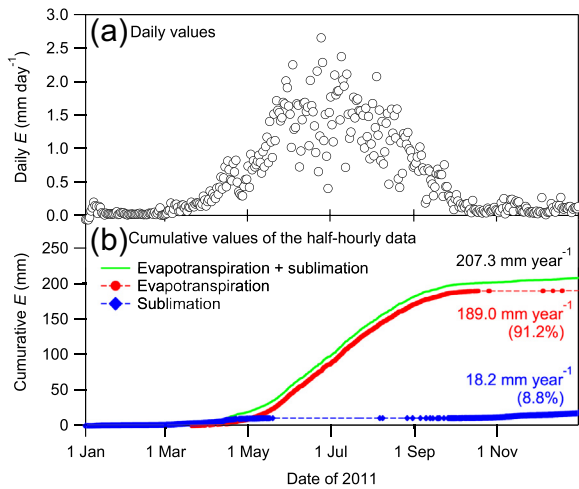 (a) Daily values
3.0
2.5
2.0
1.5
1.0
0.5
0.0
Daily E (mm day⁻¹)
(b) Cumulative values of the half-hourly data
Evapotranspiration + sublimation
Evapotranspiration
Sublimation
207.3 mm year⁻¹
189.0 mm year⁻¹
(91.2%)
18.2 mm year⁻¹
(8.8%)
250
200
150
100
50
0
Cumurative E (mm)
1 Jan 1 Mar 1 May 1 Jul 1 Sep 1 Nov
Date of 2011